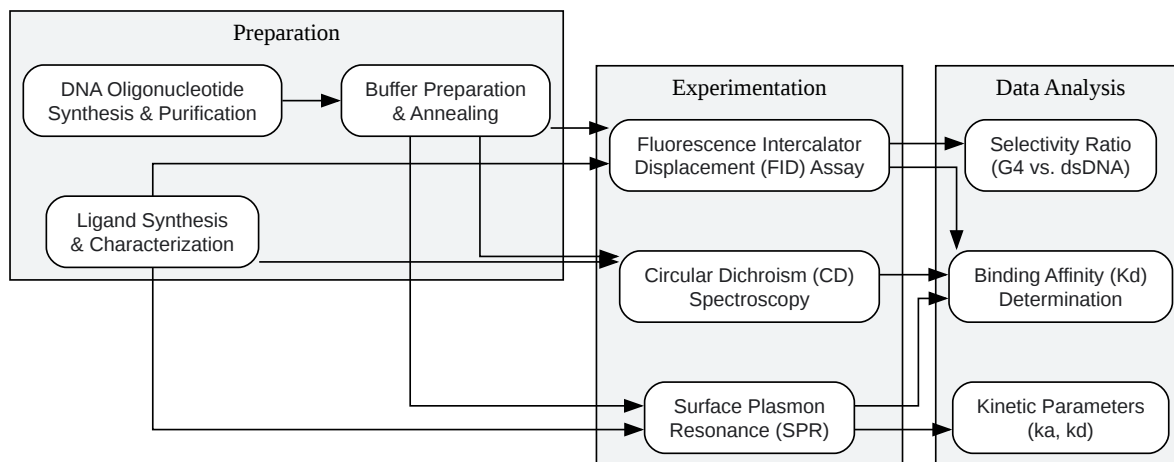 Preparation
DNA Oligonucleotide
Synthesis & Purification
Buffer Preparation
& Annealing
Ligand Synthesis
& Characterization
Experimentation
Fluorescence Intercalator
Displacement (FID) Assay
Circular Dichroism (CD)
Spectroscopy
Surface Plasmon
Resonance (SPR)
Data Analysis
Selectivity Ratio
(G4 vs. dsDNA)
Binding Affinity (Kd)
Determination
Kinetic Parameters
(ka, kd)